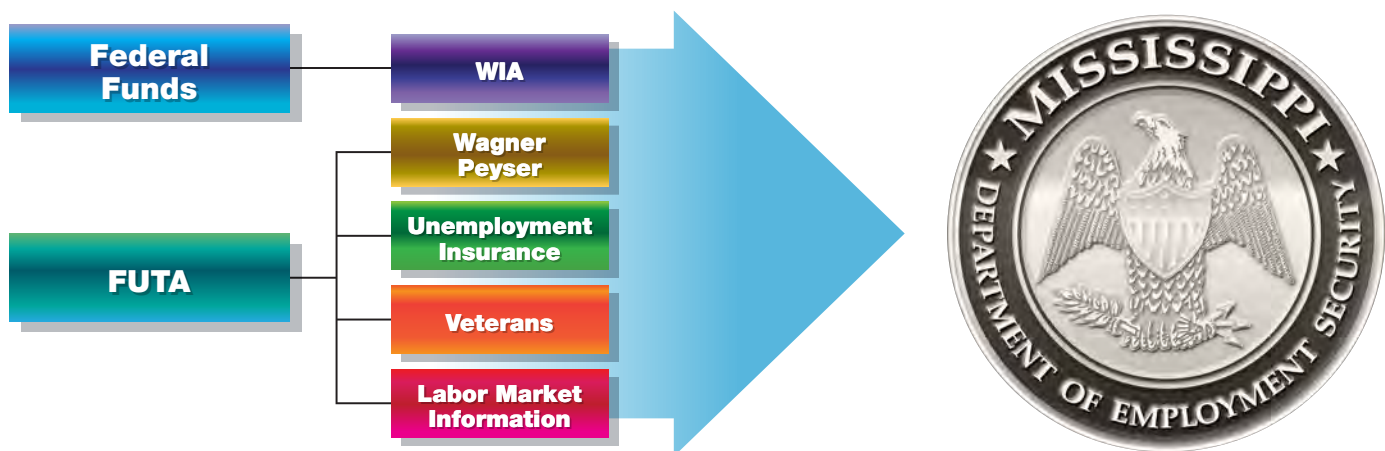 Federal
Funds
WIA
Wagner
Peyser
Unemployment
Insurance
FUTA
Veterans
Labor Market
Information
MISSISSIPPI
DEPARTMENT OF EMPLOYMENT SECURITY